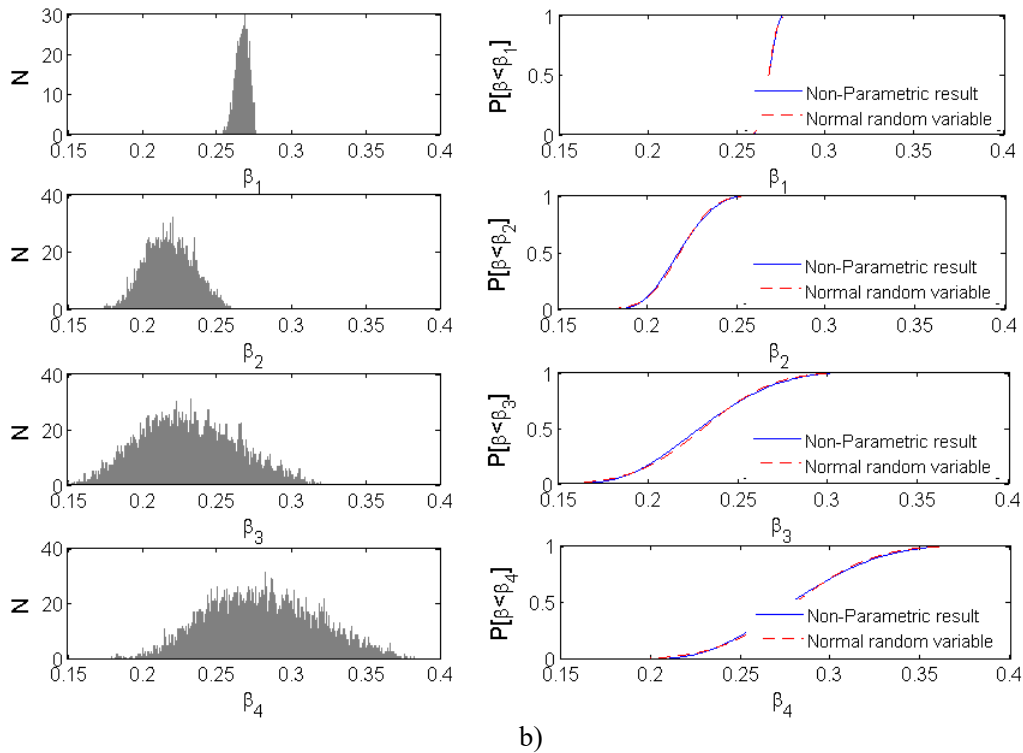 30
20
10
0
N
0.15 0.2 0.25 0.3 0.35 0.4
β1
1
0.5
0
P[β<β1]
Non-Parametric result
Normal random variable
0.15 0.2 0.25 0.3 0.35 0.4
β1
40
20
0
N
0.15 0.2 0.25 0.3 0.35 0.4
β2
1
0.5
0
P[β<β2]
Non-Parametric result
Normal random variable
0.15 0.2 0.25 0.3 0.35 0.4
β2
40
20
0
N
0.15 0.2 0.25 0.3 0.35 0.4
β3
1
0.5
0
P[β<β3]
Non-Parametric result
Normal random variable
0.15 0.2 0.25 0.3 0.35 0.4
β3
40
20
0
N
0.15 0.2 0.25 0.3 0.35 0.4
β4
1
0.5
0
P[β<β4]
Non-Parametric result
Normal random variable
0.15 0.2 0.25 0.3 0.35 0.4
β4
b)